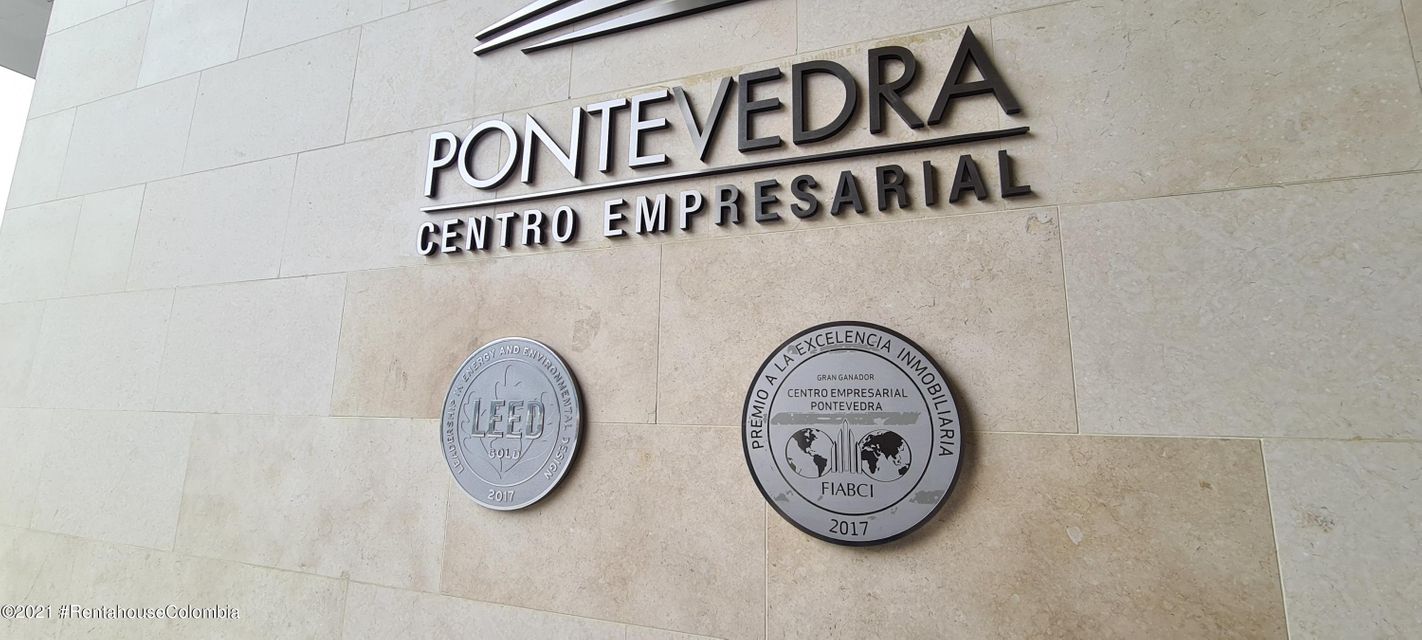 PONTEVEDRA
CENTRO EMPRESARIAL
LEADERSHIP IN ENERGY AND ENVIRONMEMTAL DESIGN
LEED
GOLD
2017
PREMIO A LA EXCELENCIA INMOBILIARIA
GRAN GANADOR
CENTRO EMPRESARIAL
PONTEVEDRA
FIABCI
2017
©2021 #RentahouseColombia